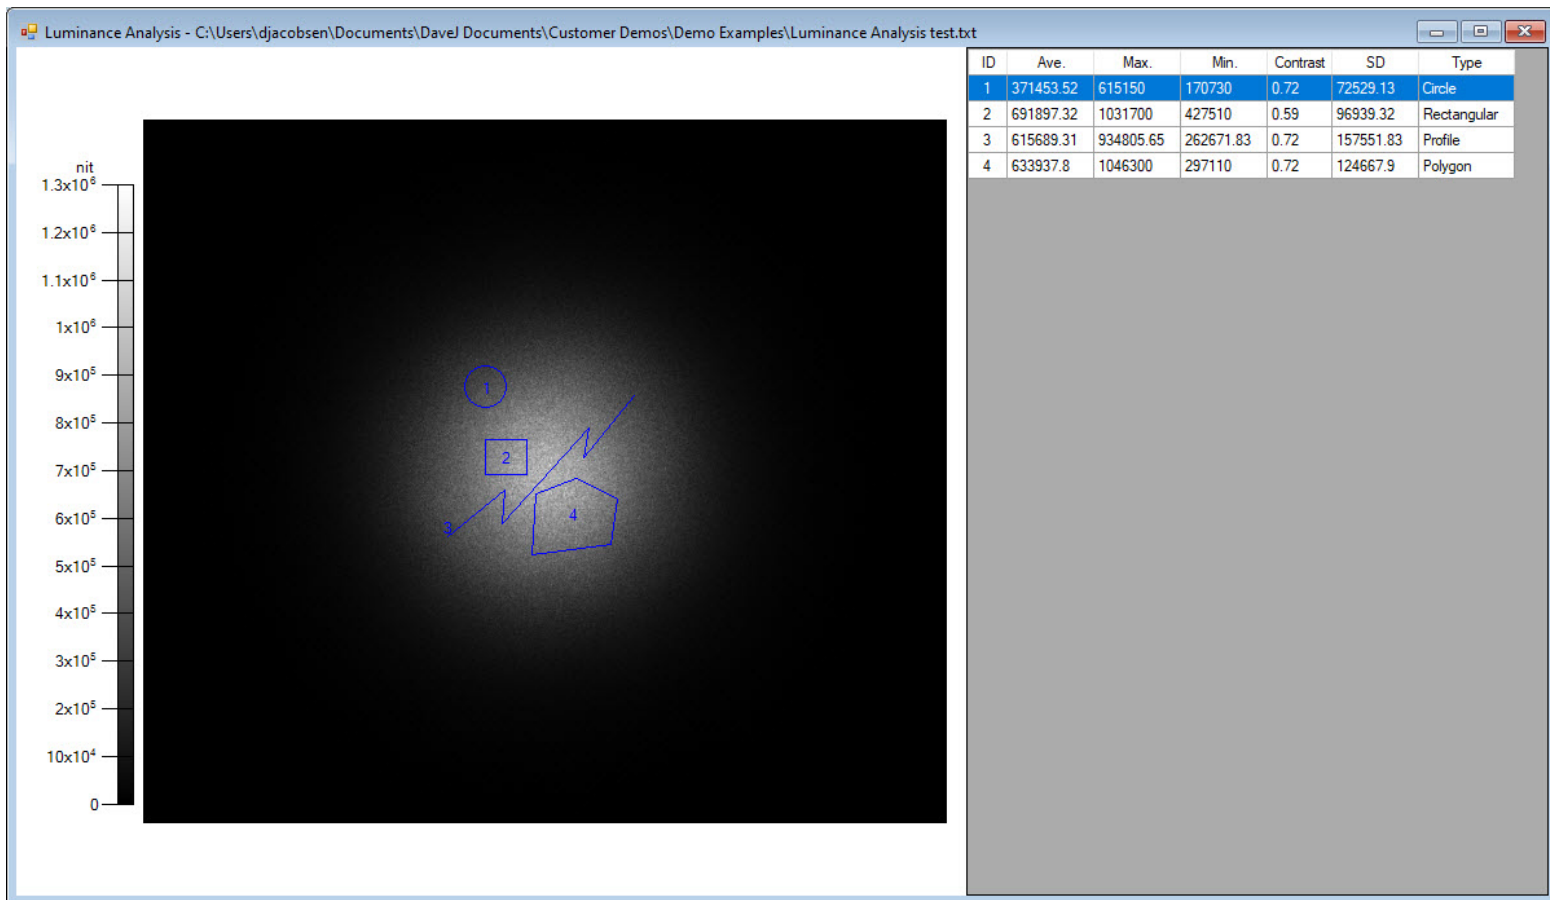 Luminance Analysis - C:\Users\djacobsen\Documents\DaveJ Documents\Customer Demos\Demo Examples\Luminance Analysis test.txt
ID Ave. Max. Min. Contrast SD Type
1 371453.52 615150 170730 0.72 72529.13 Circle
2 691897.32 1031700 427510 0.59 96939.32 Rectangular
3 615689.31 934805.65 262671.83 0.72 157551.83 Profile
4 633937.8 1046300 297110 0.72 124667.9 Polygon
nit
1.3x10⁶
1.2x10⁶
1.1x10⁶
1x10⁶
9x10⁵
8x10⁵
7x10⁵
6x10⁵
5x10⁵
4x10⁵
3x10⁵
2x10⁵
10x10⁴
0
1
2
3
4